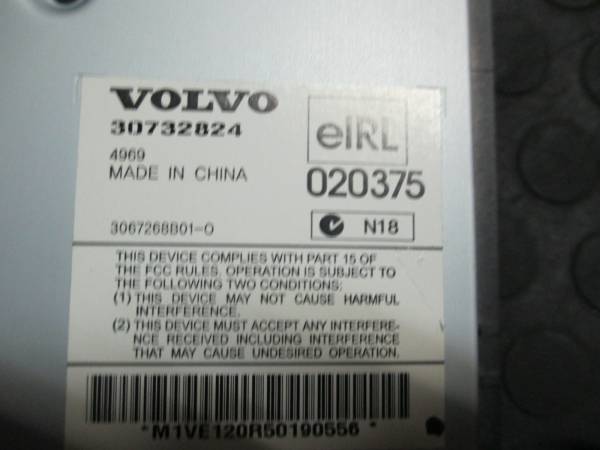 VOLVO
30732824
4969
MADE IN CHINA
eIRL
020375
3067268B01-0
N18
THIS DEVICE COMPLIES WITH PART 15 OF
THE FCC RULES. OPERATION IS SUBJECT TO
THE FOLLOWING TWO CONDITIONS:
(1) THIS DEVICE MAY NOT CAUSE HARMFUL
INTERFERENCE.
(2) THIS DEVICE MUST ACCEPT ANY INTERFERE-
NCE RECEIVED INCLUDING INTERFERENCE
THAT MAY CAUSE UNDESIRED OPERATION.
*M1VE120R50190556*